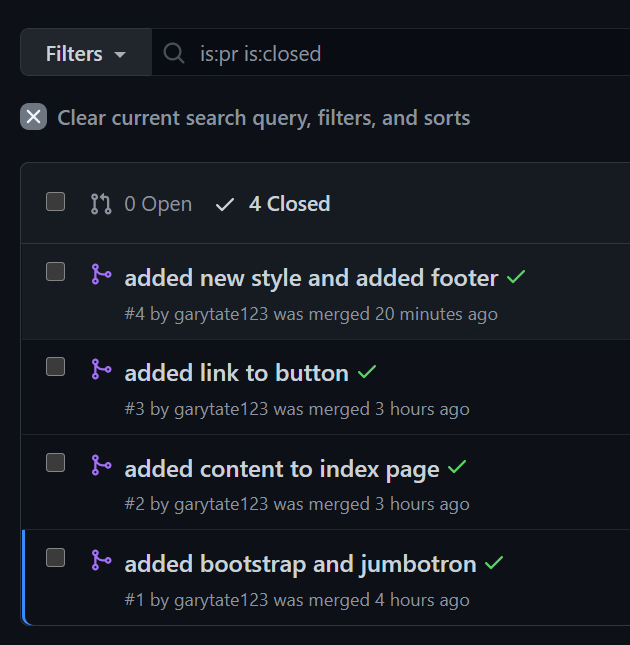 Filters is:pr is:closed
Clear current search query, filters, and sorts
0 Open 4 Closed
added new style and added footer
#4 by garytate123 was merged 20 minutes ago
added link to button
#3 by garytate123 was merged 3 hours ago
added content to index page
#2 by garytate123 was merged 3 hours ago
added bootstrap and jumbotron
#1 by garytate123 was merged 4 hours ago